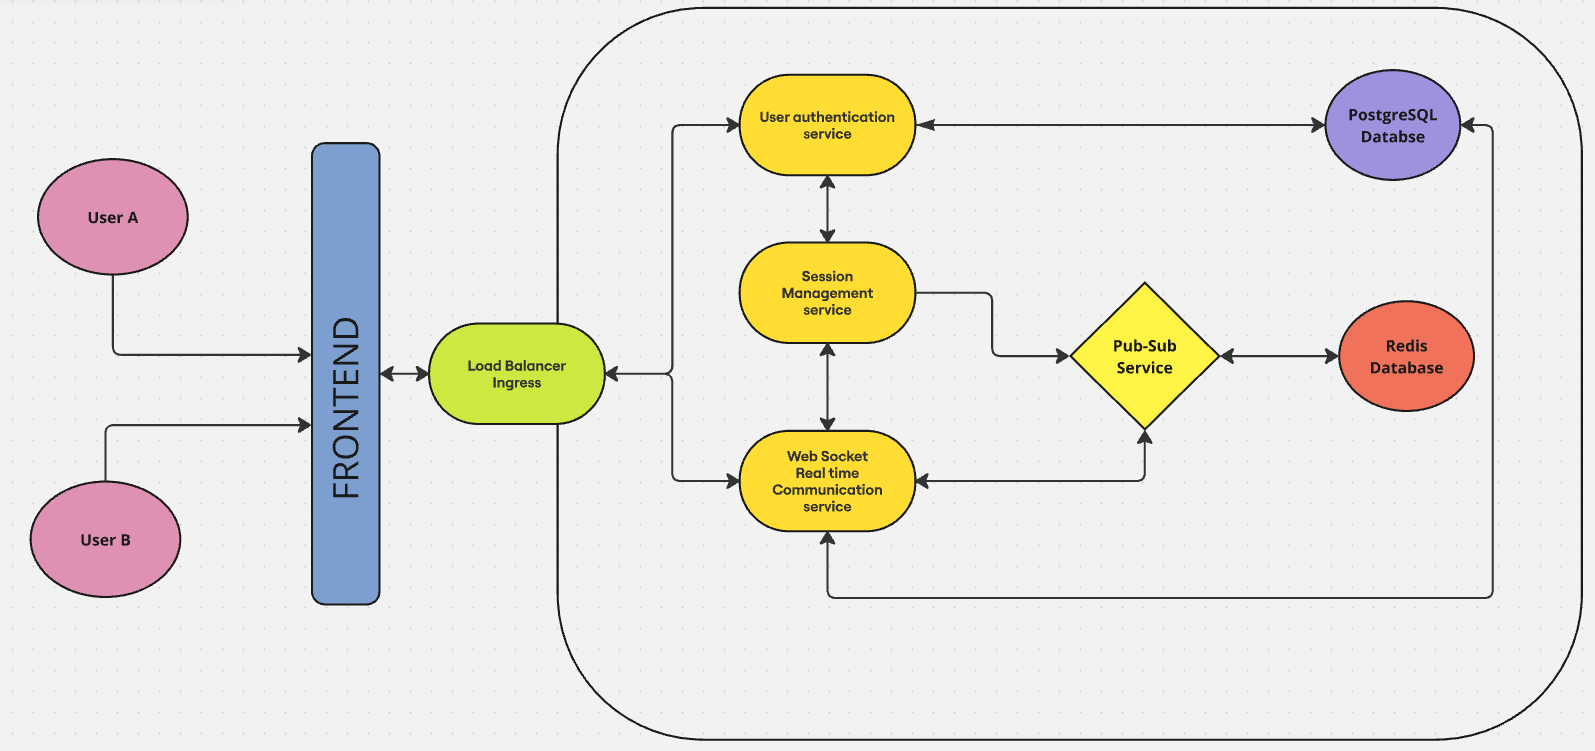 User A
User B
FRONTEND
Load Balancer
Ingress
User authentication
service
Session
Management
service
Web Socket
Real time
Communication
service
Pub-Sub
Service
PostgreSQL
Databse
Redis
Database